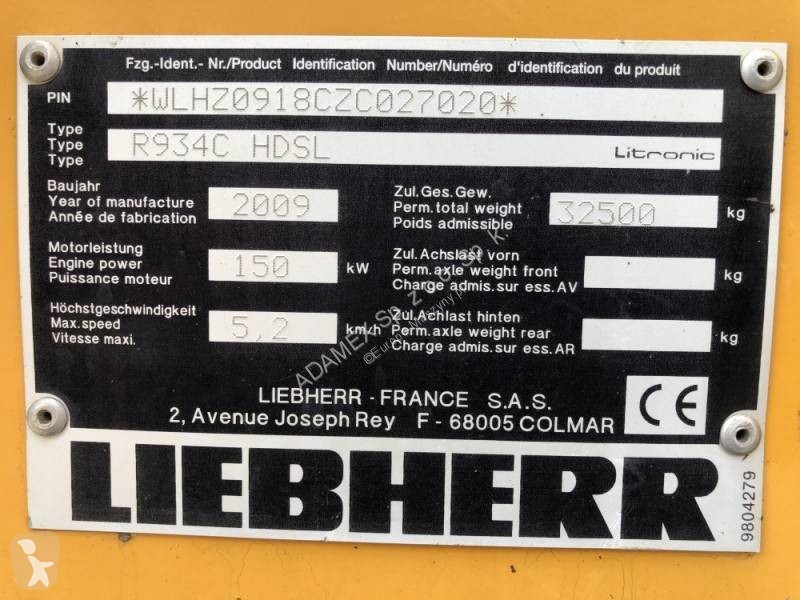 Fzg.-Ident.- Nr./Product Identification Number/Numéro d'identification du produit
PIN *WLHZ0918CZC027020*
Type
Type R934C HDSL Litronic
Type
Baujahr
Year of manufacture 2009
Année de fabrication
Zul.Ges.Gew.
Perm.total weight 32500 kg
Poids admissible
Motorleistung
Engine power 150 kW
Puissance moteur
Zul.Achslast vorn
Perm.axle weight front kg
Charge admis.sur ess.AV
Höchstgeschwindigkeit
Max.speed 5,2 km/h
Vitesse maxi.
Zul.Achlast hinten
Perm.axle weight rear kg
Charge admis.sur ess.AR
ADAMEX Sp. z o.o. Sp. k.
LIEBHERR - FRANCE S.A.S.
2, Avenue Joseph Rey F - 68005 COLMAR
CE
LIEBHERR
9804279